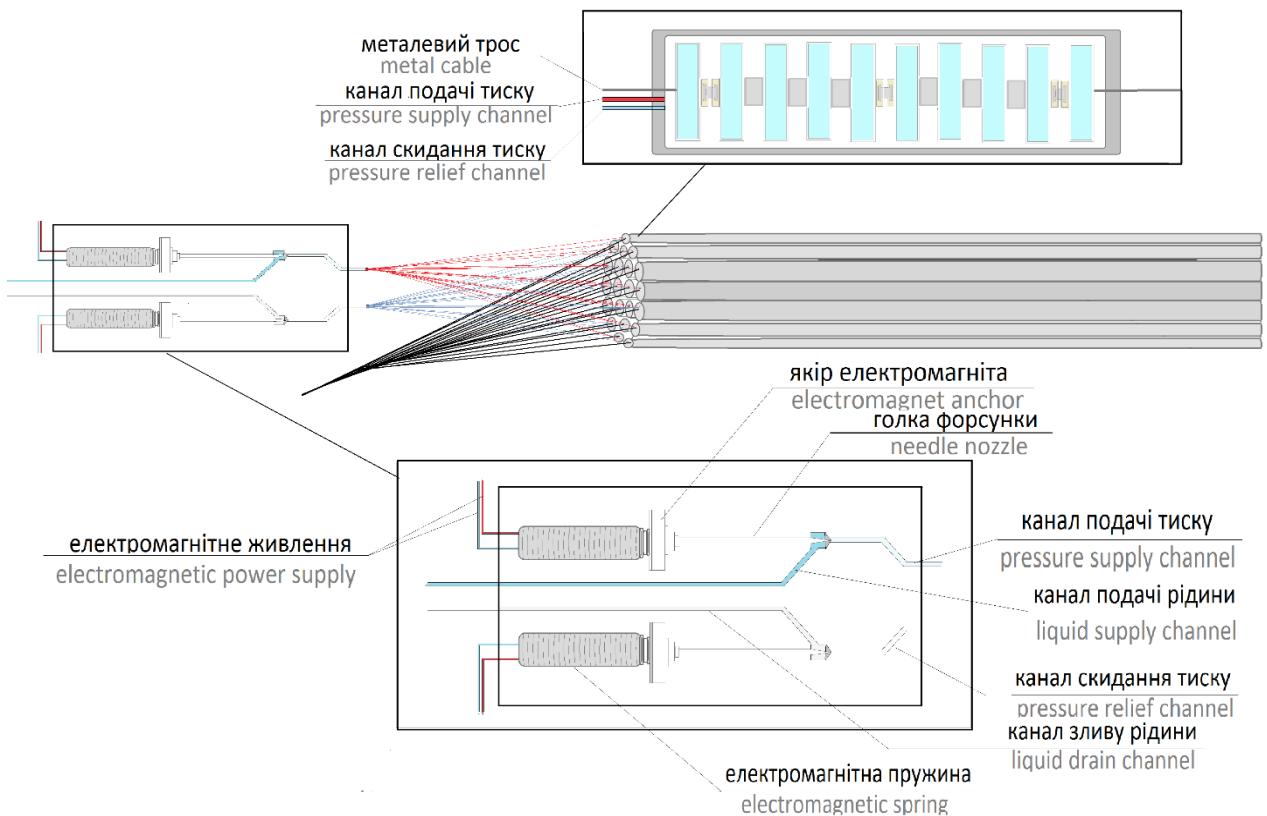 металевий трос
metal cable
канал подачі тиску
pressure supply channel
канал скидання тиску
pressure relief channel
якір електромагніта
electromagnet anchor
голка форсунки
needle nozzle
електромагнітне живлення
electromagnetic power supply
канал подачі тиску
pressure supply channel
канал подачі рідини
liquid supply channel
канал скидання тиску
pressure relief channel
канал зливу рідини
liquid drain channel
електромагнітна пружина
electromagnetic spring